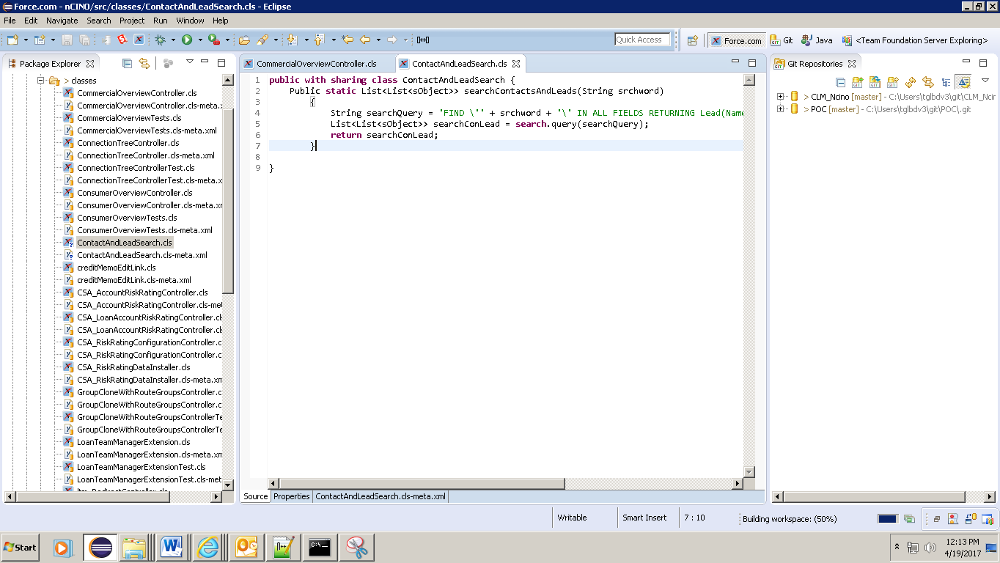 Force.com - nCINO/src/classes/ContactAndLeadSearch.cls - Eclipse
File Edit Navigate Search Project Run Window Help
Quick Access
Force.com Git Java <Team Foundation Server Exploring>
Package Explorer
> classes
CommercialOverviewController.cls
CommercialOverviewController.cls-meta.x
CommercialOverviewTests.cls
CommercialOverviewTests.cls-meta.xml
ConnectionTreeController.cls
ConnectionTreeController.cls-meta.xml
ConnectionTreeControllerTest.cls
ConnectionTreeControllerTest.cls-meta.x
ConsumerOverviewController.cls
ConsumerOverviewController.cls-meta.xm
ConsumerOverviewTests.cls
ConsumerOverviewTests.cls-meta.xml
ContactAndLeadSearch.cls
ContactAndLeadSearch.cls-meta.xml
creditMemoEditLink.cls
creditMemoEditLink.cls-meta.xml
CSA_AccountRiskRatingController.cls
CSA_AccountRiskRatingController.cls-met
CSA_LoanAccountRiskRatingController.cls
CSA_LoanAccountRiskRatingController.cls
CSA_RiskRatingConfigurationController.c
CSA_RiskRatingConfigurationController.c
CSA_RiskRatingDataInstaller.cls
CSA_RiskRatingDataInstaller.cls-meta.xm
GroupCloneWithRouteGroupsController.c
GroupCloneWithRouteGroupsController.c
GroupCloneWithRouteGroupsControllerTe
GroupCloneWithRouteGroupsControllerTe
LoanTeamManagerExtension.cls
LoanTeamManagerExtension.cls-meta.xm
LoanTeamManagerExtensionTest.cls
LoanTeamManagerExtensionTest.cls-met
ltm_RedirectController.cls
CommercialOverviewController.cls
ContactAndLeadSearch.cls
1 public with sharing class ContactAndLeadSearch {
2 Public static List<List<sObject>> searchContactsAndLeads(String srchword)
3 {
4 String searchQuery = 'FIND \'' + srchword + '\' IN ALL FIELDS RETURNING Lead(Name
5 List<List<sObject>> searchConLead = search.query(searchQuery);
6 return searchConLead;
7 }
8
9 }
Source Properties ContactAndLeadSearch.cls-meta.xml
Git Repositories
> CLM_Ncino [master] - C:\Users\tglbdv3\git\CLM_Ncin
> POC [master] - C:\Users\tglbdv3\git\POC\.git
Writable Smart Insert 7 : 10 Building workspace: (50%)
Start
12:13 PM
4/19/2017